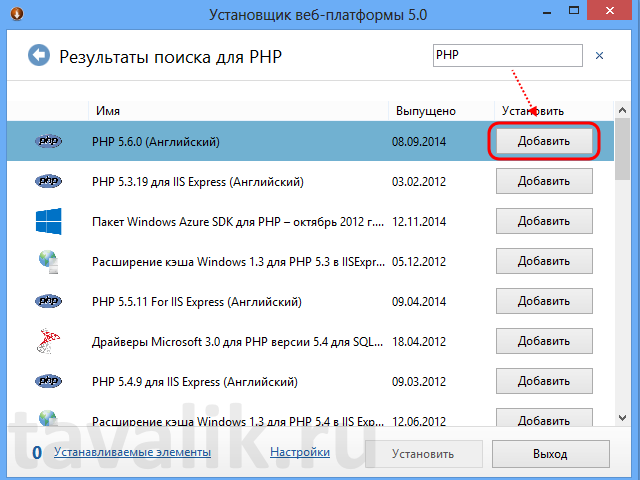 Установщик веб-платформы 5.0
Результаты поиска для PHP
PHP
Имя Выпущено Установить
php PHP 5.6.0 (Английский) 08.09.2014 Добавить
php PHP 5.3.19 для IIS Express (Английский) 03.02.2012 Добавить
Пакет Windows Azure SDK для PHP – октябрь 2012 г.... 12.11.2014 Добавить
Расширение кэша Windows 1.3 для PHP 5.3 в IISExpr... 05.12.2012 Добавить
php PHP 5.5.11 For IIS Express (Английский) 09.04.2014 Добавить
Драйверы Microsoft 3.0 для PHP версии 5.4 для SQL... 18.04.2012 Добавить
php PHP 5.4.9 для IIS Express (Английский) 09.03.2012 Добавить
Расширение кэша Windows 1.3 для PHP 5.4 в IIS Exp... 12.06.2012 Добавить
0 Устанавливаемые элементы Настройки Установить Выход
tavalik.ru